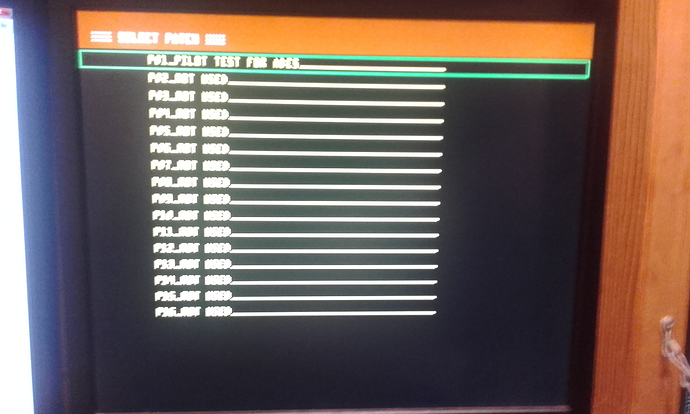 SELECT PATCH
P01_PILOT TEST FOR ADES
P02_NOT USED
P03_NOT USED
P04_NOT USED
P05_NOT USED
P06_NOT USED
P07_NOT USED
P08_NOT USED
P09_NOT USED
P10_NOT USED
P11_NOT USED
P12_NOT USED
P13_NOT USED
P14_NOT USED
P15_NOT USED
P16_NOT USED